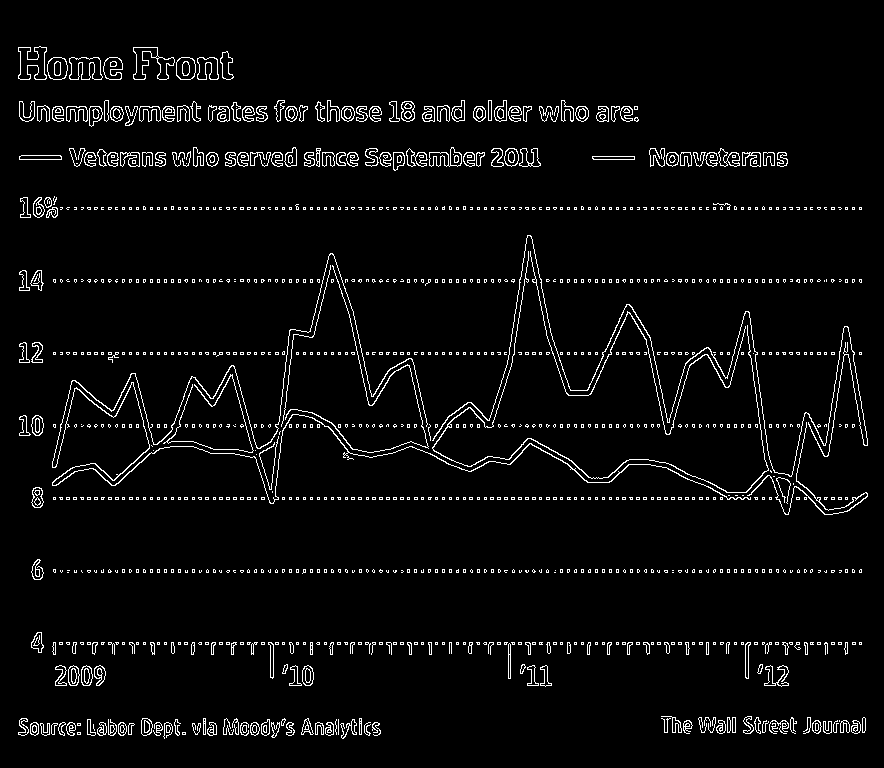 Home Front
Unemployment rates for those 18 and older who are:
Veterans who served since September 2011 Nonveterans
16%
14
12
10
8
6
4
2009 '10 '11 '12
Source: Labor Dept. via Moody's Analytics The Wall Street Journal